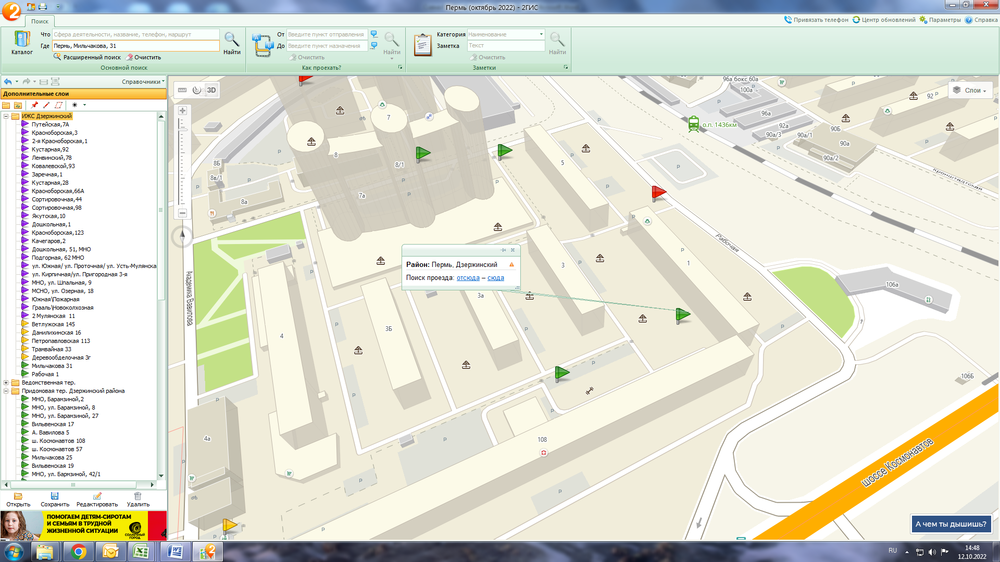 Пермь (октябрь 2022) - 2ГИС
Поиск
Привязать телефон
Центр обновлений
Параметры
Справка
Каталог
Что
Сфера деятельности, название, телефон, маршрут
Где
Пермь, Мильчакова, 31
Расширенный поиск
Очистить
Найти
Основной поиск
От
Введите пункт отправления
До
Введите пункт назначения
Очистить
Найти
Как проехать?
Категория
Наименование
Заметка
Текст
Очистить
Найти
Заметки
Справочники
Дополнительные слои
ИЖС Дзержинский
Путейская,7А
Красноборская,3
2-я Красноборская,1
Кустарная,92
Ленвинский,78
Ковалевской,93
Заречная,1
Кустарная,28
Красноборская,66А
Сортировочная,44
Сортировочная,98
Якутская,10
Дошкольная,1
Красноборская,123
Качегаров,2
Дошкольная, 51, МНО
Подгорная, 62 МНО
ул. Южная/ ул. Проточная/ ул. Усть-Мулянска
ул. Кирпичная/ул. Пригородная 3-я
МНО, ул. Шпальная, 9
МСНО, ул. Озерная, 18
Южная\Пожарная
Грааль\Новоколхозная
2 Мулянская 11
Ветлужская 145
Данилихинская 16
Петропавловская 113
Трамвайная 33
Деревообделочная 3г
Мильчакова 31
Рабочая 1
Ведомственная тер.
Придомовая тер. Дзержинский района
МНО, Барамзиной,2
МНО, ул. Барамзиной, 8
МНО, ул. Барамзиной, 27
Вильвенская 17
А. Вавилова 5
ш. Космонавтов 108
ш. Космонавтов 57
Мильчакова 25
Вильвенская 19
МНО, ул. Бармзиной, 42/1
Открыть
Сохранить
Редактировать
Удалить
ПОМОГАЕМ ДЕТЯМ-СИРОТАМ
И СЕМЬЯМ В ТРУДНОЙ
ЖИЗНЕННОЙ СИТУАЦИИ
СОЛНЕЧНЫЙ
ГОРОД
3D
Слои
96а бокс 60а
100а
96а
92
92а
90Б
90а/3
90а/1
90а
90а/2
о.п. 1436км
Кронштадтская
7
8
8/1
7а
8Б
8в/1
8а
5
Рабочая
1
3
3а
3Б
4
4а
108
106а
106Б
Академика Вавилова
шоссе Космонавтов
Район: Пермь, Дзержинский
Поиск проезда: отсюда – сюда
А чем ты дышишь?
RU
14:48
12.10.2022